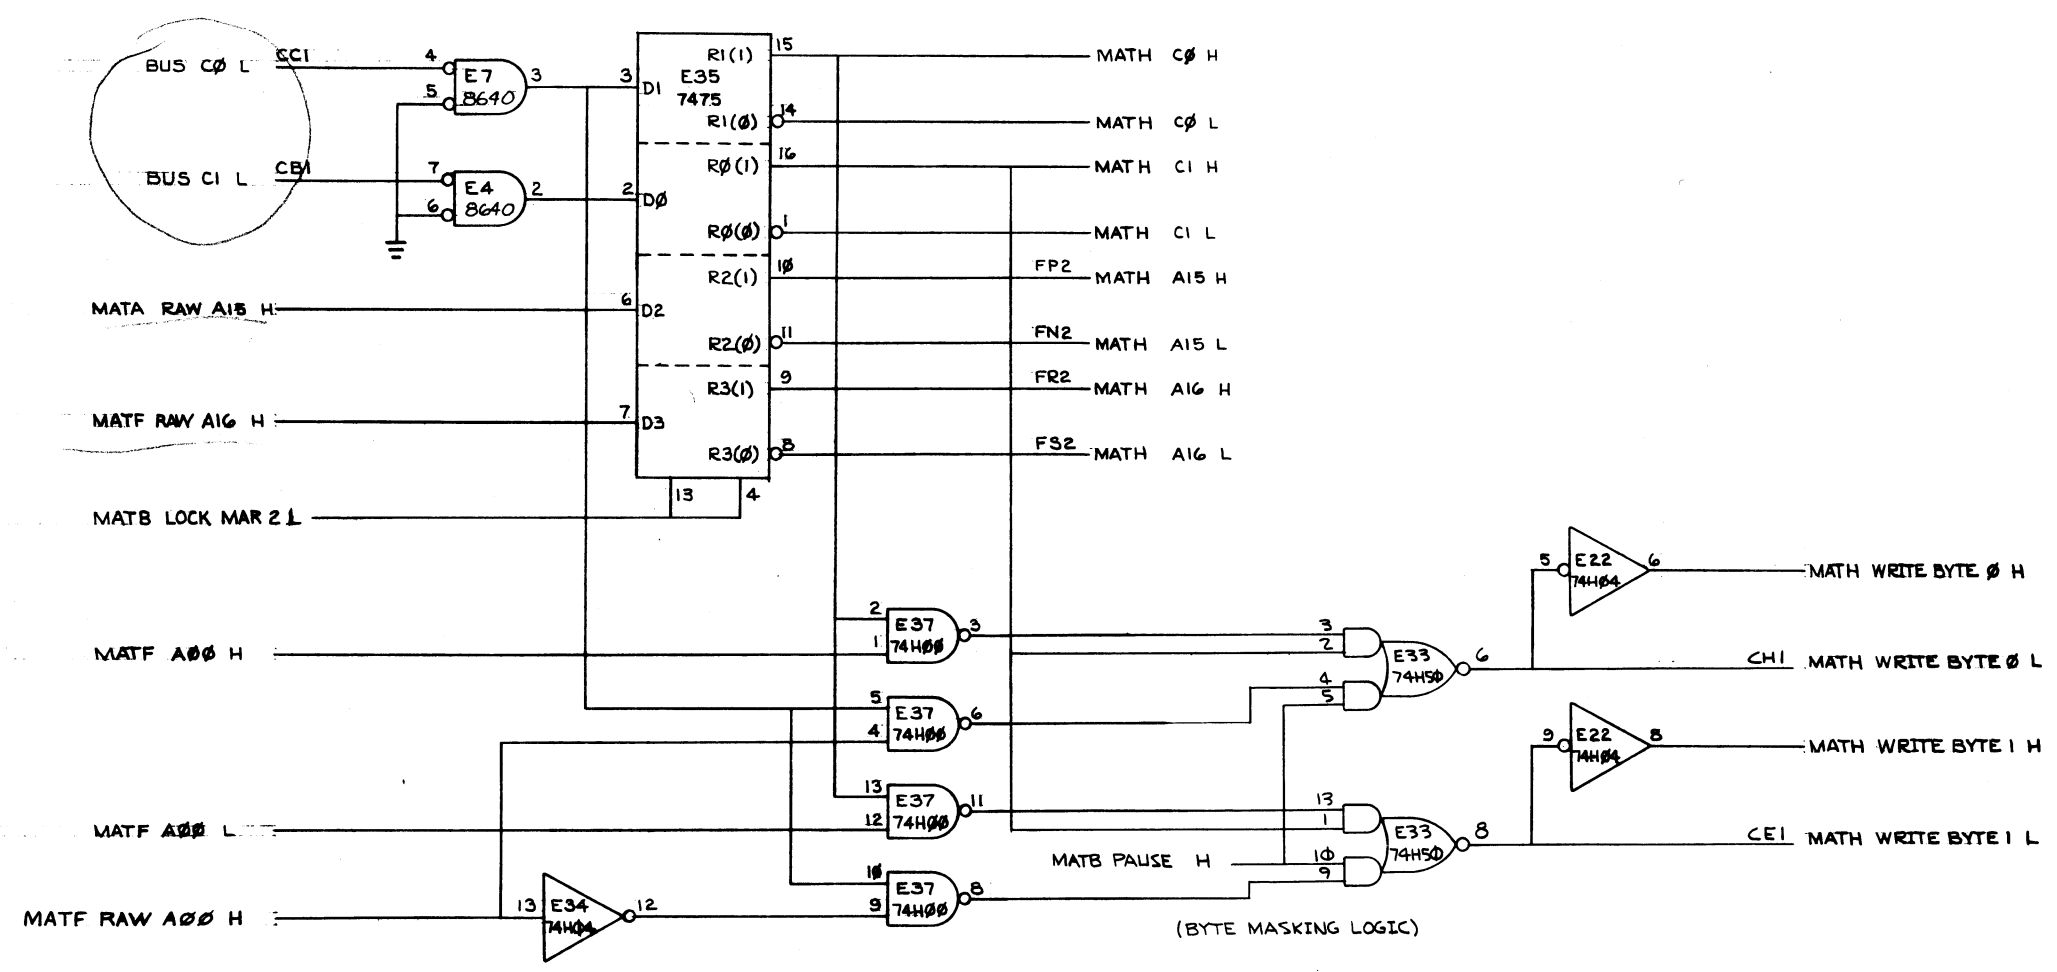 BUS CØ L CC1 4 E7 3 3 D1 R1(1) 15 MATH CØ H
5 8640 E35
7475
R1(Ø) 14 MATH CØ L
BUS C1 L CB1 7 E4 2 2 DØ RØ(1) 16 MATH C1 H
6 8640
RØ(Ø) 1 MATH C1 L
R2(1) 1Ø FP2 MATH A15 H
MATA RAW A15 H 6 D2
R2(Ø) 11 FN2 MATH A15 L
R3(1) 9 FR2 MATH A16 H
MATF RAW A16 H 7 D3
R3(Ø) 8 FS2 MATH A16 L
13 4
MATB LOCK MAR 2 L
5 E22 6 MATH WRITE BYTE Ø H
74HØ4
2 E37 3 3
MATF AØØ H 1 74HØØ 2 E33 6 CH1 MATH WRITE BYTE Ø L
74H5Ø
4
5 E37 6 5
4 74HØØ
9 E22 8 MATH WRITE BYTE 1 H
74HØ4
13 E37 11 13
MATF AØØ L 12 74HØØ 1 E33 8 CE1 MATH WRITE BYTE 1 L
74H5Ø
MATB PAUSE H 1Ø
9
1Ø E37 8
MATF RAW AØØ H 13 E34 12 9 74HØØ
74HØ4
(BYTE MASKING LOGIC)